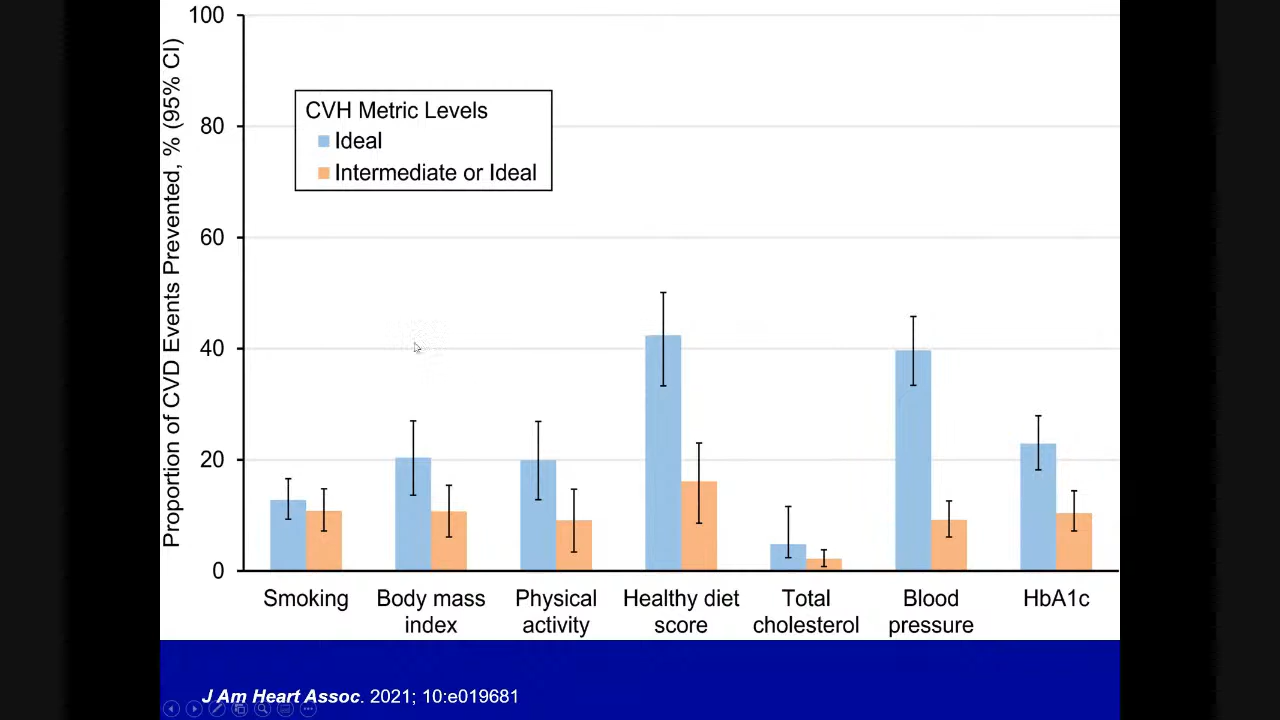 Proportion of CVD Events Prevented, % (95% CI)
100
80
60
40
20
0
CVH Metric Levels
Ideal
Intermediate or Ideal
Smoking
Body mass
index
Physical
activity
Healthy diet
score
Total
cholesterol
Blood
pressure
HbA1c
J Am Heart Assoc. 2021; 10:e019681